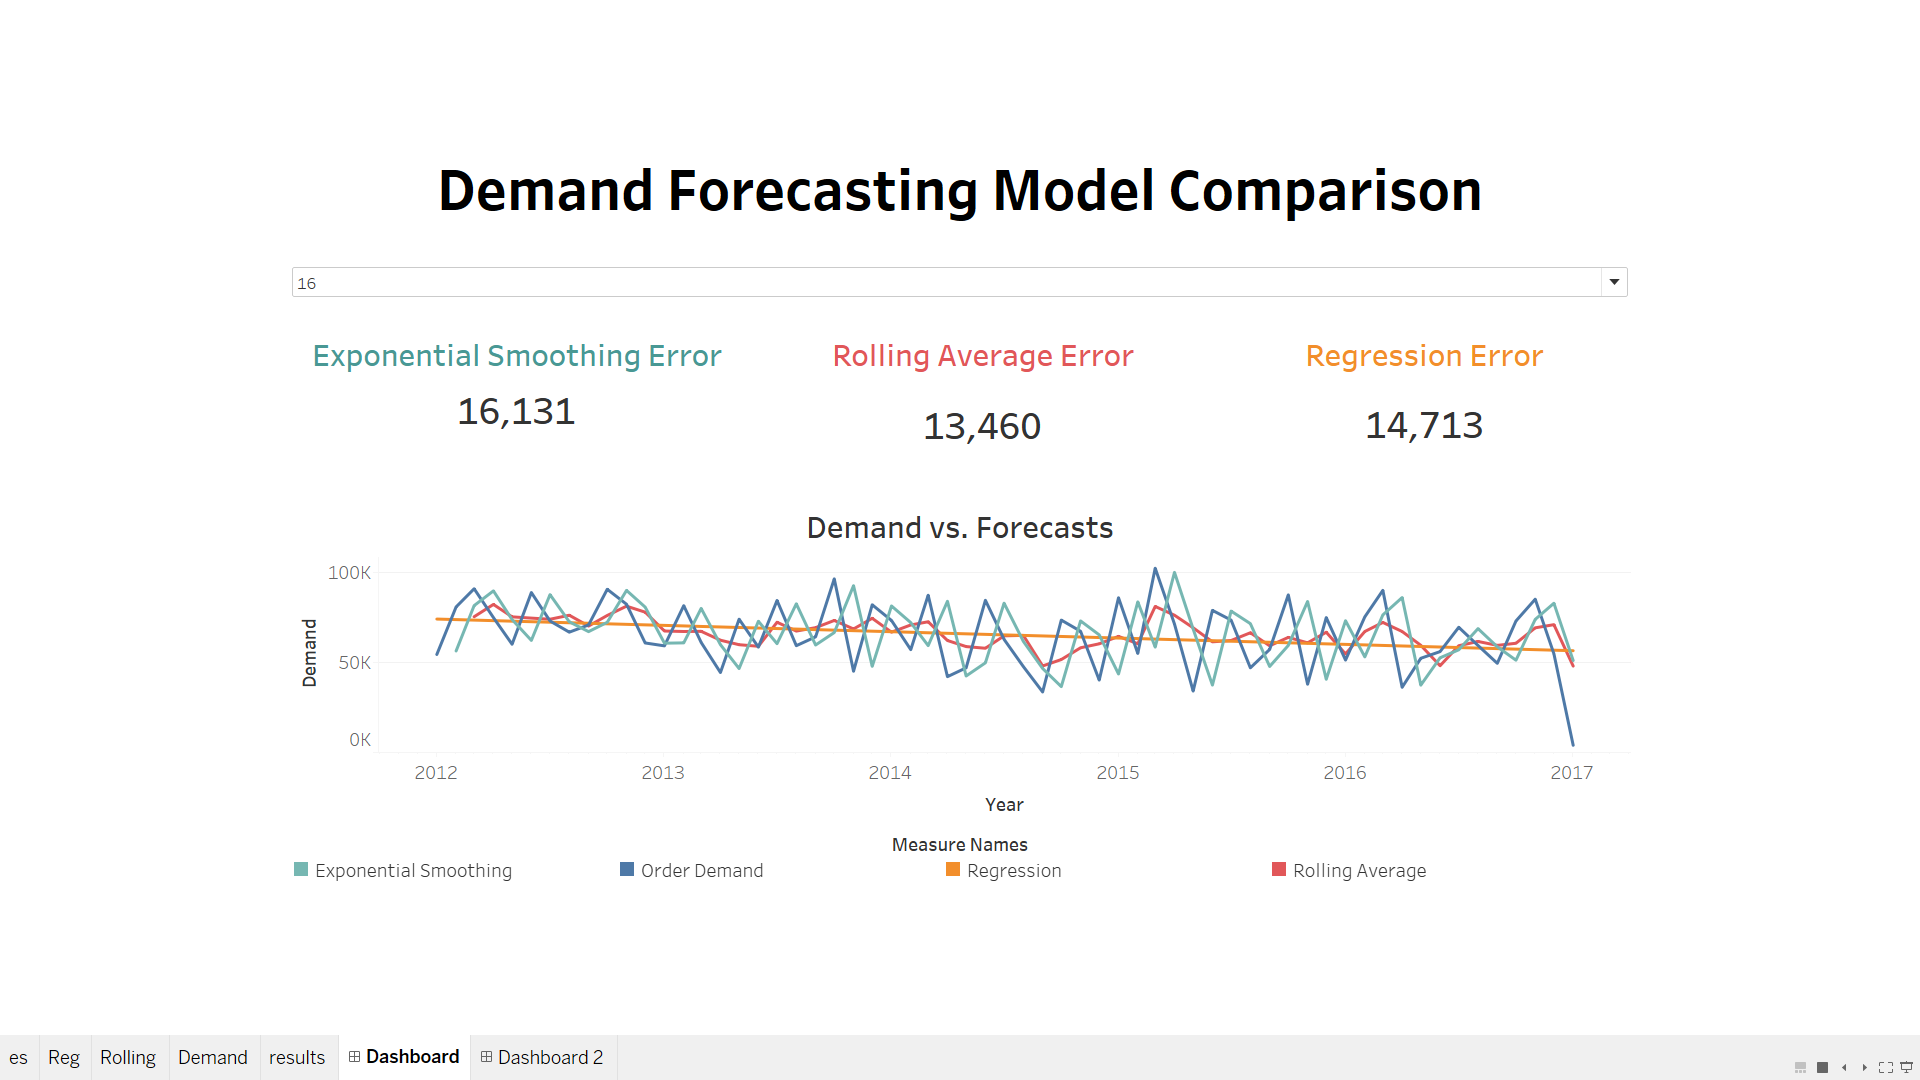 Demand Forecasting Model Comparison
16
Exponential Smoothing Error
Rolling Average Error
Regression Error
16,131
13,460
14,713
Demand vs. Forecasts
100K
50K
0K
Demand
2012
2013
2014
2015
2016
2017
Year
Measure Names
Exponential Smoothing
Order Demand
Regression
Rolling Average
es
Reg
Rolling
Demand
results
Dashboard
Dashboard 2